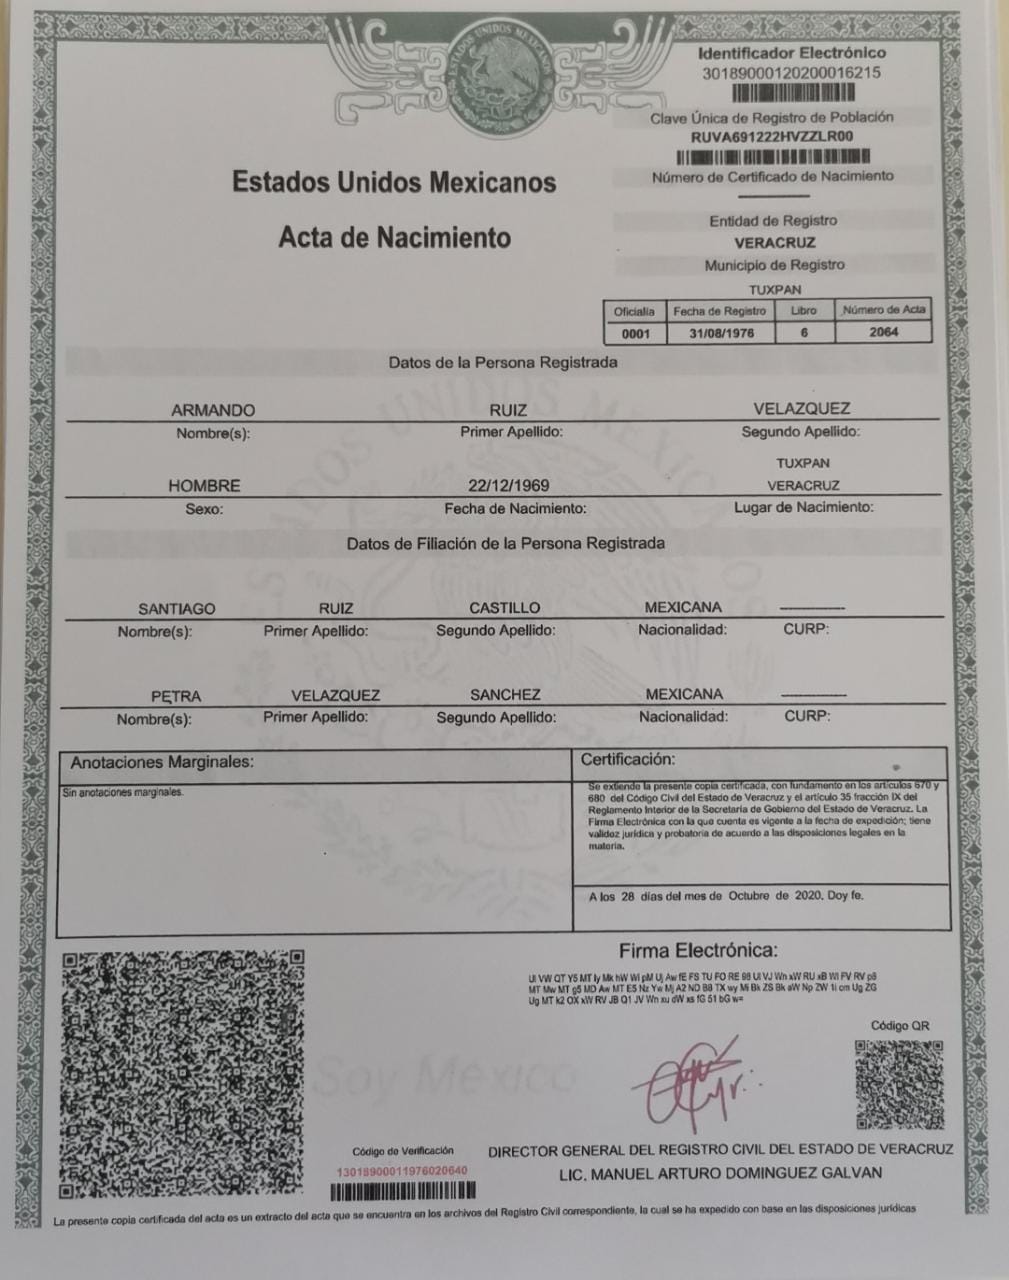 ESTADOS UNIDOS MEXICANOS
Identificador Electrónico
30189000120200016215
Clave Única de Registro de Población
RUVA691222HVZZLR00
Número de Certificado de Nacimiento
Estados Unidos Mexicanos
Acta de Nacimiento
Entidad de Registro
VERACRUZ
Municipio de Registro
TUXPAN
Oficialia Fecha de Registro Libro Número de Acta
0001 31/08/1976 6 2064
Datos de la Persona Registrada
ARMANDO RUIZ VELAZQUEZ
Nombre(s): Primer Apellido: Segundo Apellido:
TUXPAN
HOMBRE 22/12/1969 VERACRUZ
Sexo: Fecha de Nacimiento: Lugar de Nacimiento:
Datos de Filiación de la Persona Registrada
SANTIAGO RUIZ CASTILLO MEXICANA
Nombre(s): Primer Apellido: Segundo Apellido: Nacionalidad: CURP:
PETRA VELAZQUEZ SANCHEZ MEXICANA
Nombre(s): Primer Apellido: Segundo Apellido: Nacionalidad: CURP:
Anotaciones Marginales:
Sin anotaciones marginales.
Certificación:
Se extiende la presente copia certificada, con fundamento en los artículos 670 y
680 del Código Civil del Estado de Veracruz y el artículo 35 fracción IX del
Reglamento Interior de la Secretaría de Gobierno del Estado de Veracruz. La
Firma Electrónica con la que cuenta es vigente a la fecha de expedición; tiene
validez jurídica y probatoria de acuerdo a las disposiciones legales en la
materia.
A los 28 días del mes de Octubre de 2020. Doy fe.
Firma Electrónica:
UI VW QT Y5 MT Iy Mk hW Wl pM Uj Aw fE FS TU FO RE 98 UI VJ Wn xW RU xB WI FV RV p8
MT Mw MT g5 MD Aw MT E5 Nz Yw Mj A2 ND B8 TX wy Mi Bk ZS Bk aW Np ZW 1i cm Ug ZG
Ug MT k2 OX xW RV JB Q1 JV Wn xu dW xs fG 51 bG w=
Código QR
Soy México
Código de Verificación
13018900011976020640
DIRECTOR GENERAL DEL REGISTRO CIVIL DEL ESTADO DE VERACRUZ
LIC. MANUEL ARTURO DOMINGUEZ GALVAN
La presente copia certificada del acta es un extracto del acta que se encuentra en los archivos del Registro Civil correspondiente, la cual se ha expedido con base en las disposiciones jurídicas